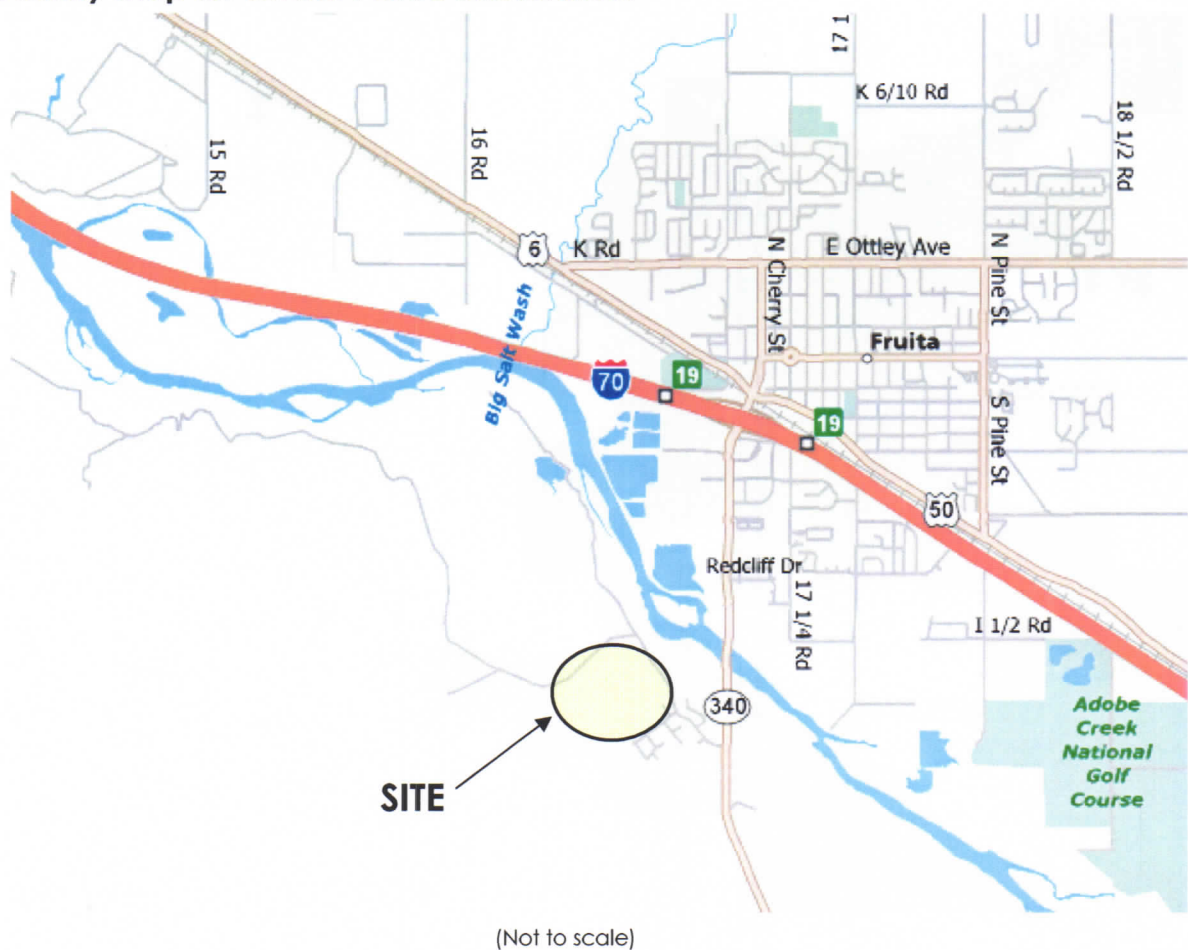 17 1
K 6/10 Rd
18 1/2 Rd
15 Rd
16 Rd
6
K Rd
N Cherry St
E Ottley Ave
N Pine St
Big Salt Wash
Fruita
70
19
19
S Pine St
50
Redcliff Dr
17 1/4 Rd
I 1/2 Rd
340
Adobe
Creek
National
Golf
Course
SITE
(Not to scale)